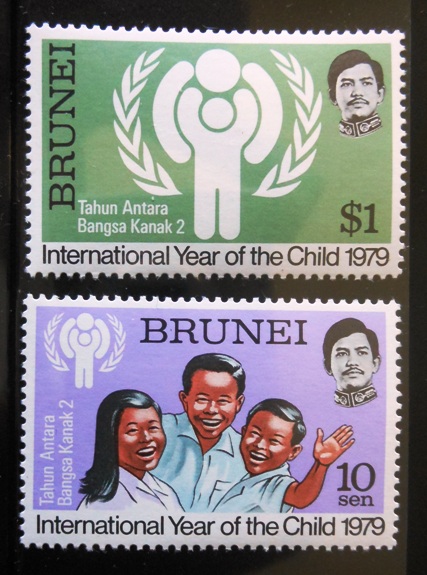 BRUNEI
Tahun Antara
Bangsa Kanak 2
$1
International Year of the Child 1979
BRUNEI
Tahun Antara
Bangsa Kanak 2
10
sen
International Year of the Child 1979